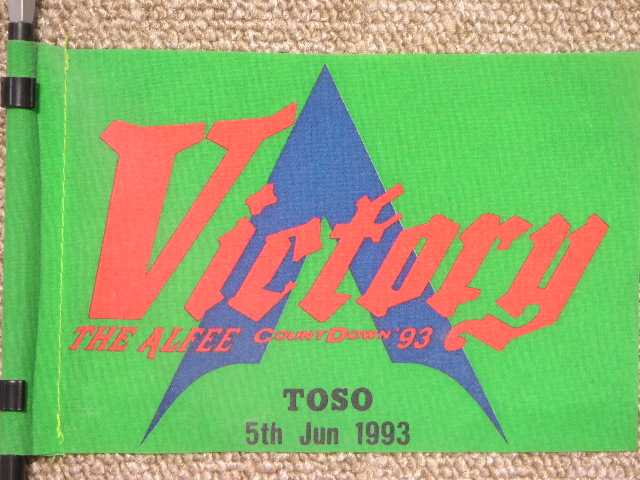 Victory
THE ALFEE COUNTDOWN '93
TOSO
5th Jun 1993